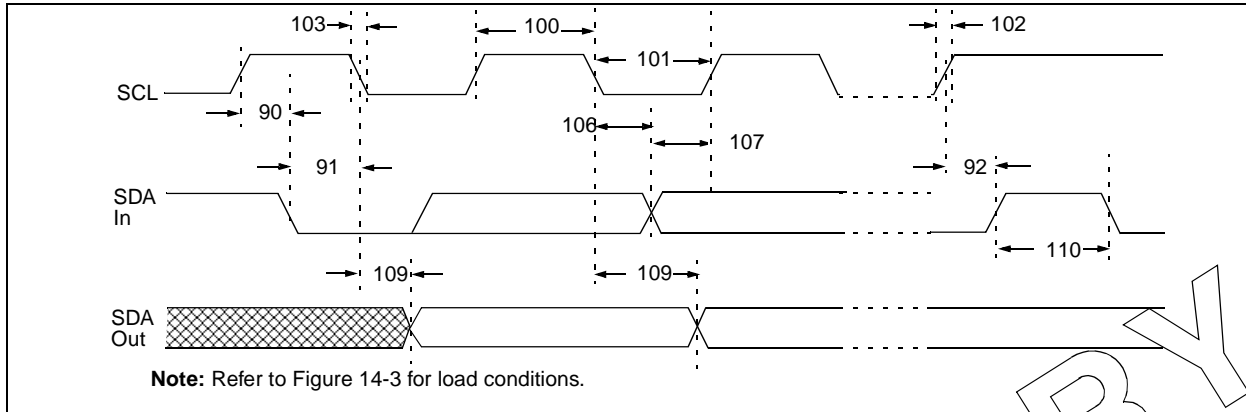 103
100
102
101
SCL
90
106
107
91
92
SDA
In
110
109
109
SDA
Out
Note: Refer to Figure 14-3 for load conditions.
B Y